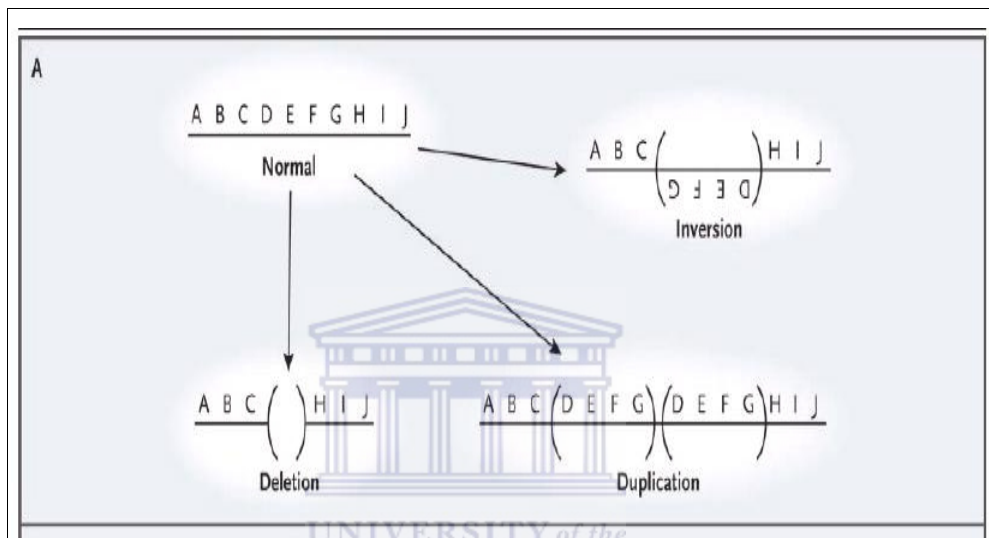 A
A B C D E F G H I J
Normal
A B C ( ) H I J
D E F G
Inversion
A B C ( ) H I J
Deletion
A B C (D E F G) (D E F G) H I J
Duplication
UNIVERSITY of the